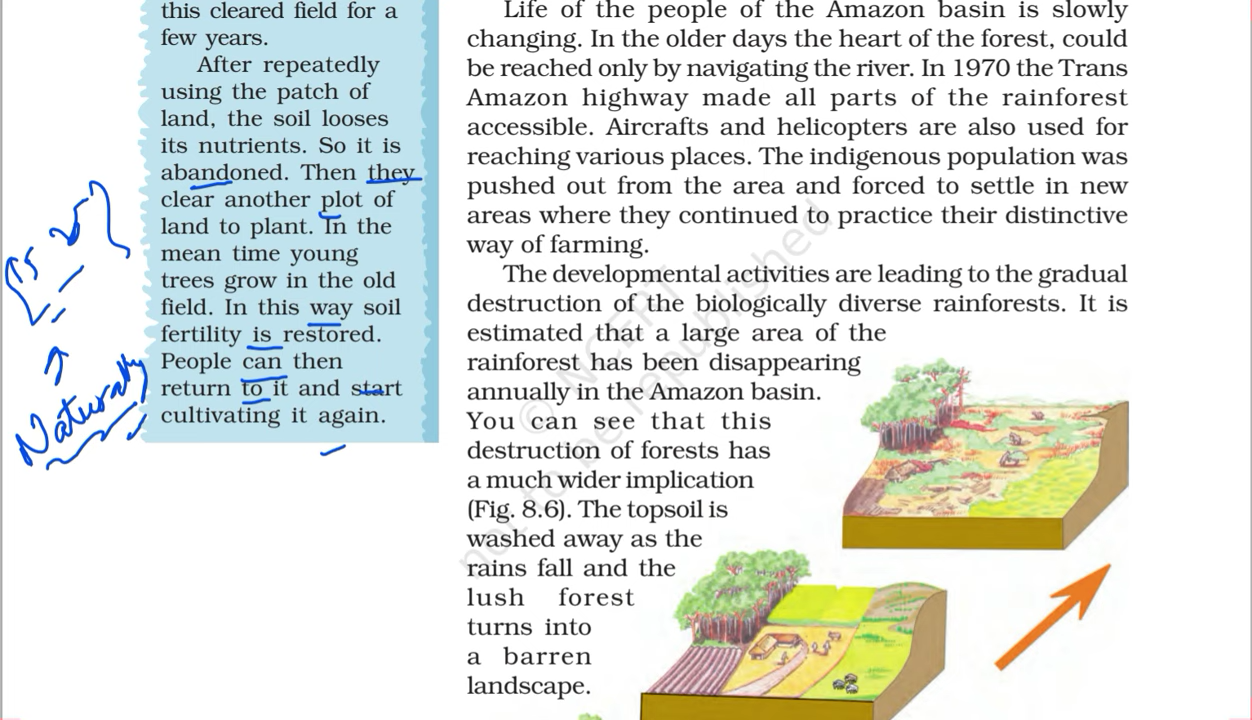 this cleared field for a
few years.
After repeatedly
using the patch of
land, the soil looses
its nutrients. So it is
abandoned. Then they
clear another plot of
land to plant. In the
mean time young
trees grow in the old
field. In this way soil
fertility is restored.
People can then
return to it and start
cultivating it again.
Naturally
Life of the people of the Amazon basin is slowly
changing. In the older days the heart of the forest, could
be reached only by navigating the river. In 1970 the Trans
Amazon highway made all parts of the rainforest
accessible. Aircrafts and helicopters are also used for
reaching various places. The indigenous population was
pushed out from the area and forced to settle in new
areas where they continued to practice their distinctive
way of farming.
The developmental activities are leading to the gradual
destruction of the biologically diverse rainforests. It is
estimated that a large area of the
rainforest has been disappearing
annually in the Amazon basin.
You can see that this
destruction of forests has
a much wider implication
(Fig. 8.6). The topsoil is
washed away as the
rains fall and the
lush forest
turns into
a barren
landscape.
© NCERT
not to be republished